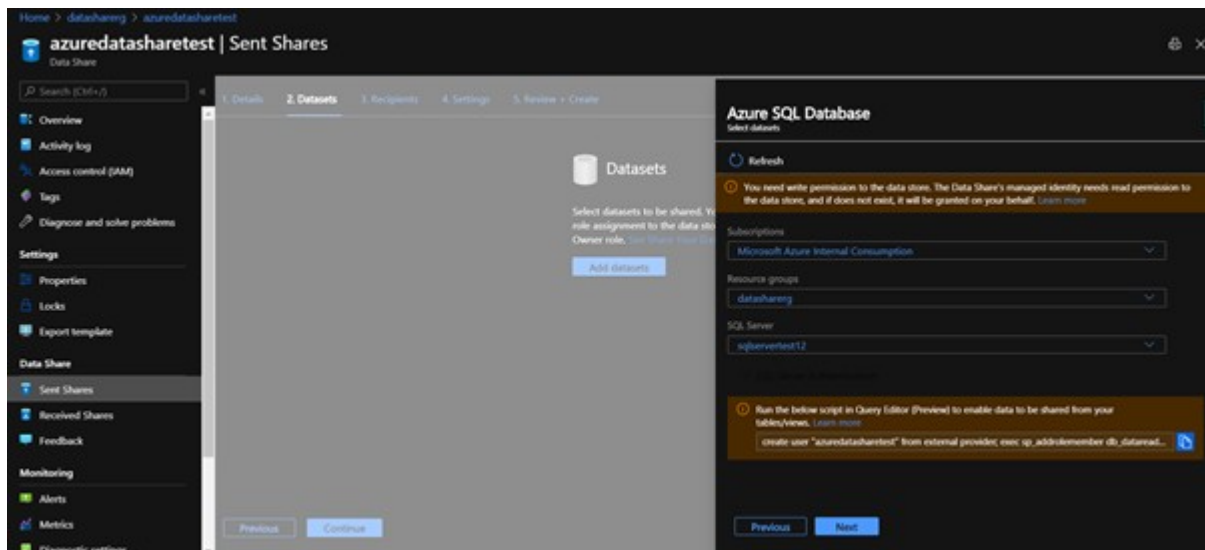 Home > datasharerg > azuredatasharetest
azuredatasharetest | Sent Shares
Data Share
Search (Ctrl+/)
Overview
Activity log
Access control (IAM)
Tags
Diagnose and solve problems
Settings
Properties
Locks
Export template
Data Share
Sent Shares
Received Shares
Feedback
Monitoring
Alerts
Metrics
Diagnostic settings
1. Details 2. Datasets 3. Recipients 4. Settings 5. Review + Create
Datasets
Select datasets to be shared. Yo
role assignment to the data sto
Owner role. See Share Your Da
Add datasets
Previous Continue
Azure SQL Database
Select datasets
Refresh
You need write permission to the data store. The Data Share's managed identity needs read permission to
the data store, and if does not exist, it will be granted on your behalf. Learn more
Subscriptions
Microsoft Azure Internal Consumption
Resource groups
datasharerg
SQL Server
sqlservertest12
Run the below script in Query Editor (Preview) to enable data to be shared from your
tables/views. Learn more
create user "azuredatasharetest" from external provider; exec sp_addrolemember db_dataread...
Previous Next